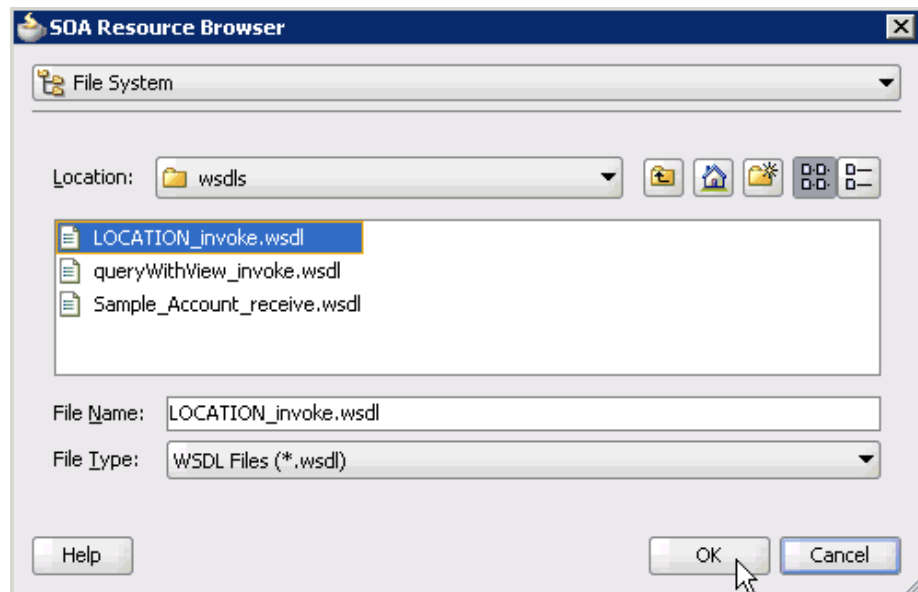 SOA Resource Browser
File System
Location: wsdls
LOCATION_invoke.wsdl
queryWithView_invoke.wsdl
Sample_Account_receive.wsdl
File Name: LOCATION_invoke.wsdl
File Type: WSDL Files (*.wsdl)
Help OK Cancel